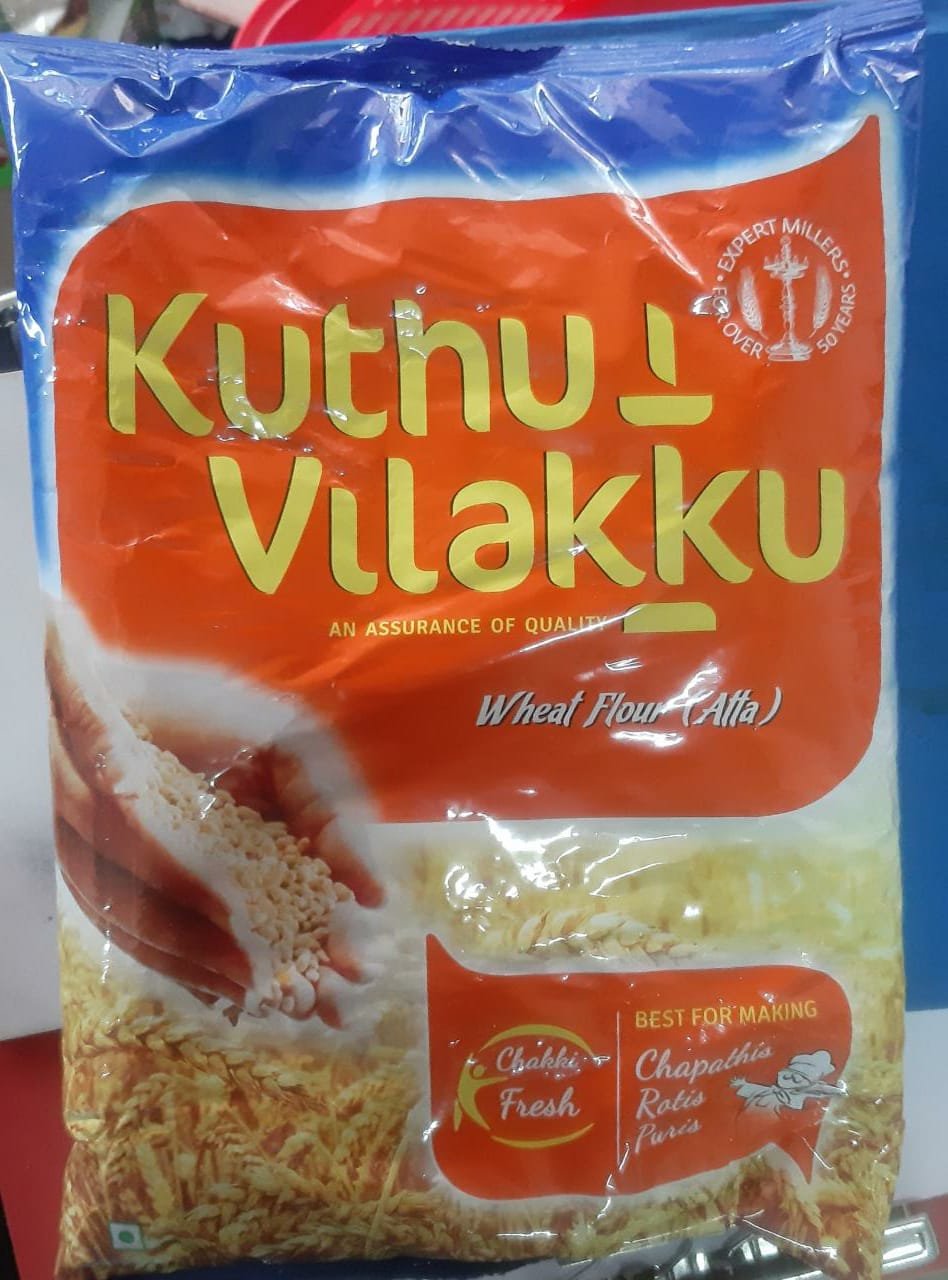 EXPERT MILLERS • FOR OVER 50 YEARS •
Kuthu
Vilakku
AN ASSURANCE OF QUALITY
Wheat Flour (Atta)
Chakki
Fresh
BEST FOR MAKING
Chapathis
Rotis
Puris